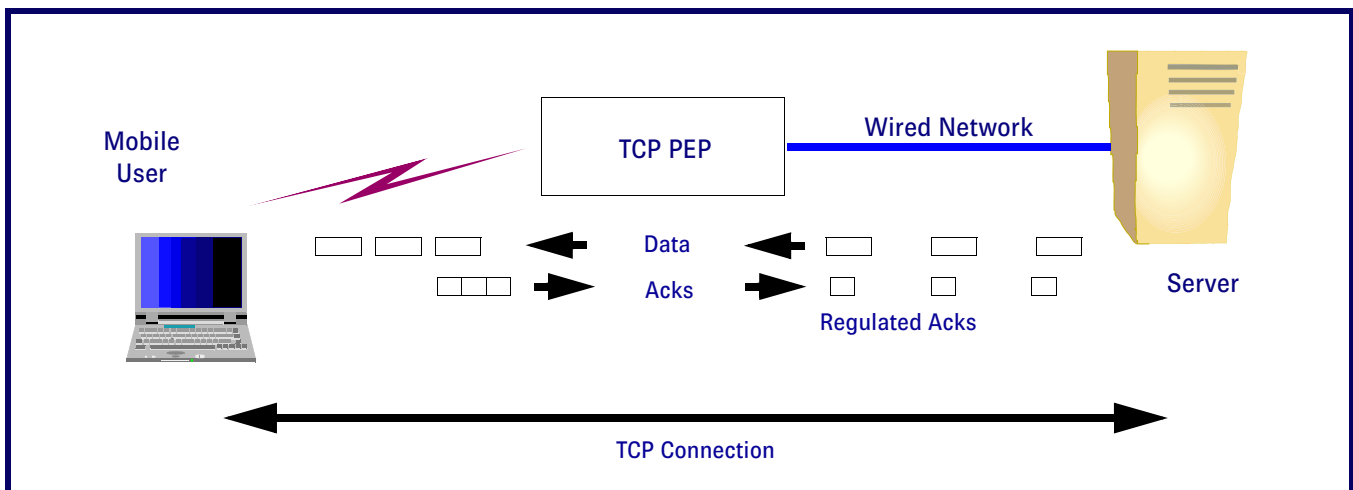 Mobile
User
TCP PEP
Wired Network
Data
Acks
Regulated Acks
Server
TCP Connection